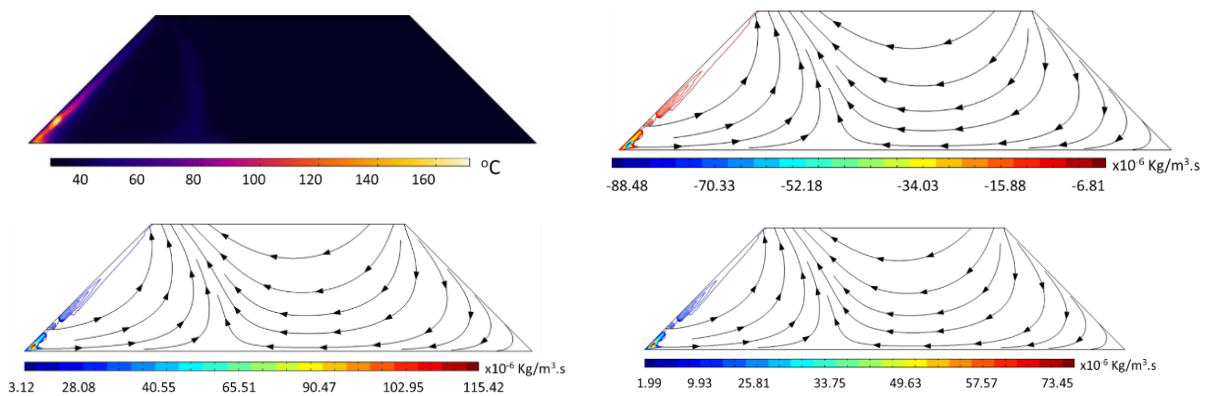 40 60 80 100 120 140 160 °C
x10-6 Kg/m3.s
-88.48 -70.33 -52.18 -34.03 -15.88 -6.81
x10-6 Kg/m3.s
3.12 28.08 40.55 65.51 90.47 102.95 115.42
x10-6 Kg/m3.s
1.99 9.93 25.81 33.75 49.63 57.57 73.45